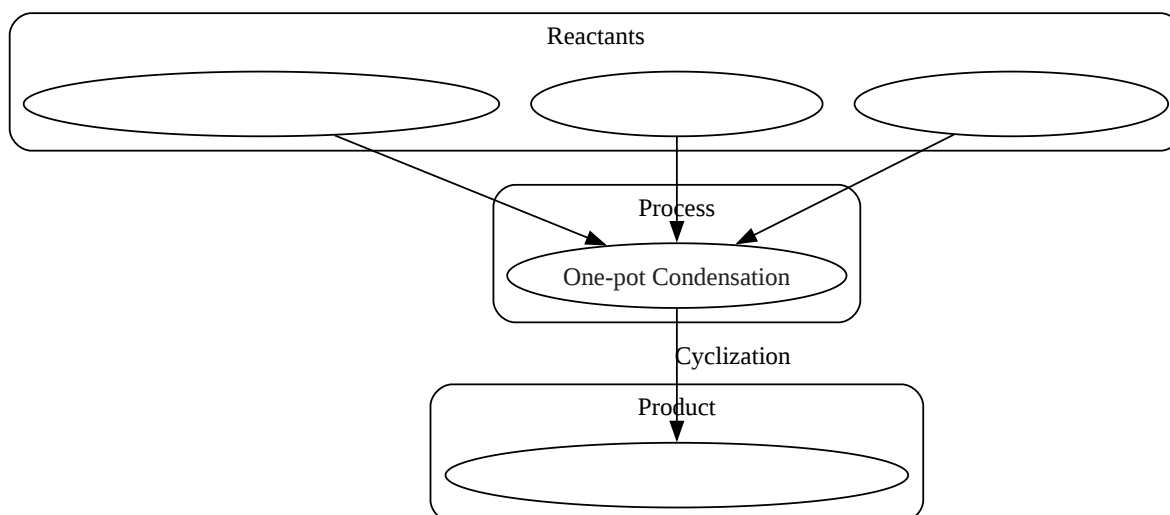 Reactants
Process
One-pot Condensation
Cyclization
Product